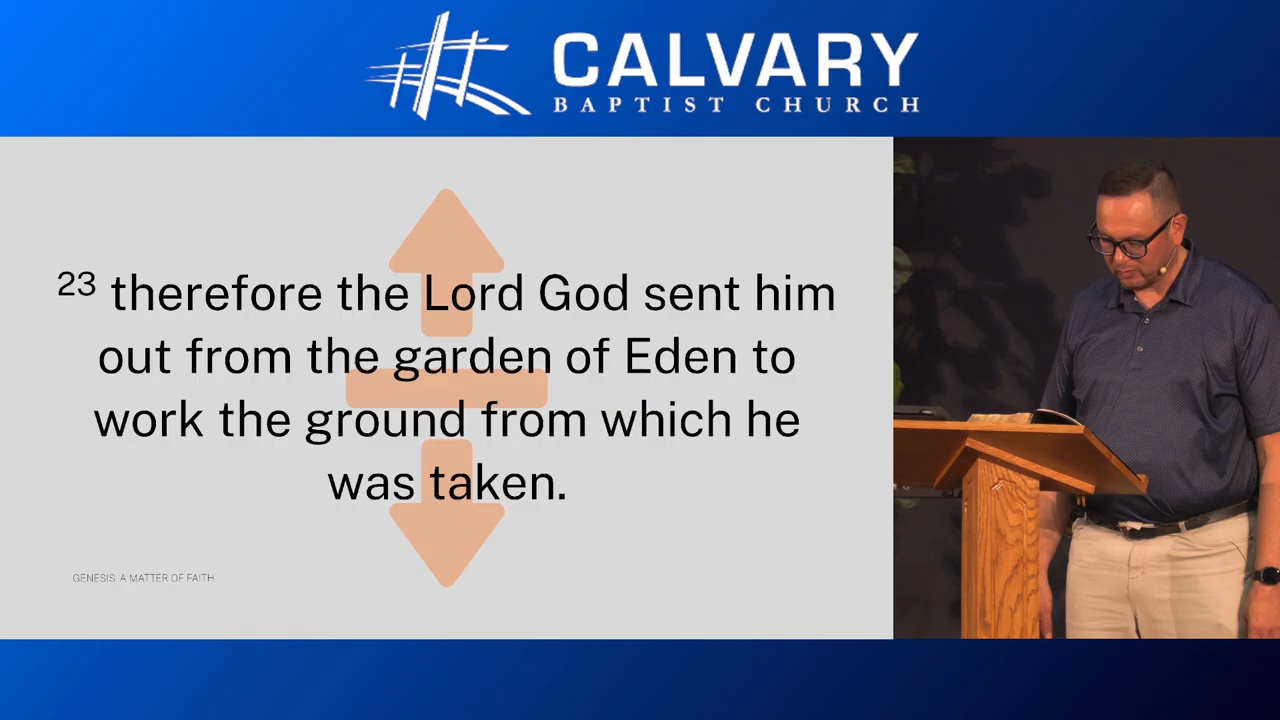 CALVARY
BAPTIST CHURCH
23 therefore the Lord God sent him
out from the garden of Eden to
work the ground from which he
was taken.
GENESIS: A MATTER OF FAITH